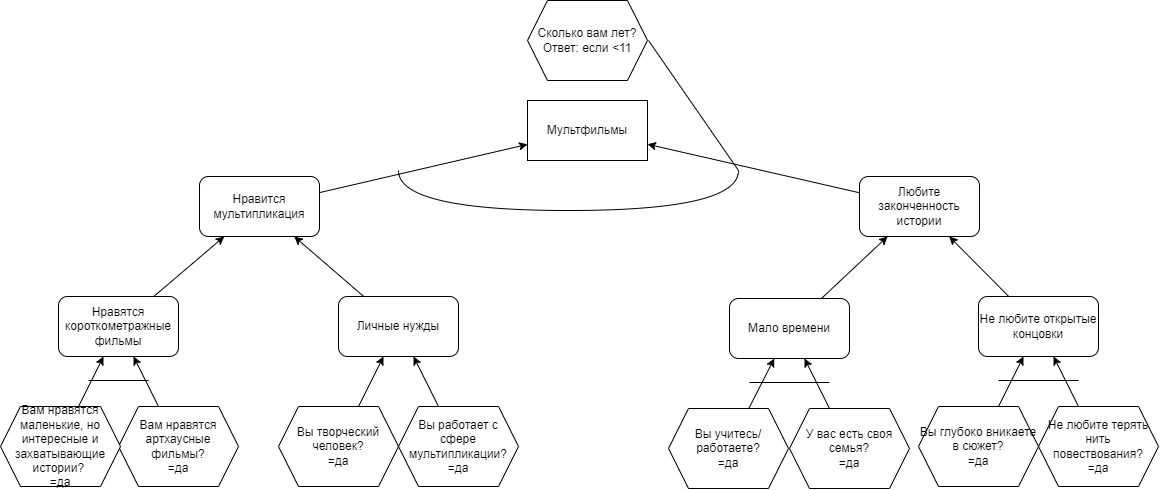 Сколько вам лет?
Ответ: если <11
Мультфильмы
Нравится
мультипликация
Любите
законченность
истории
Нравятся
короткометражные
фильмы
Личные нужды
Мало времени
Не любите открытые
концовки
Вам нравятся
маленькие, но
интересные и
захватывающие
истории?
=да
Вам нравятся
артхаусные
фильмы?
=да
Вы творческий
человек?
=да
Вы работает с
сфере
мультипликации?
=да
Вы учитесь/
работаете?
=да
У вас есть своя
семья?
=да
Вы глубоко вникаете
в сюжет?
=да
Не любите терять
нить
повествования?
=да